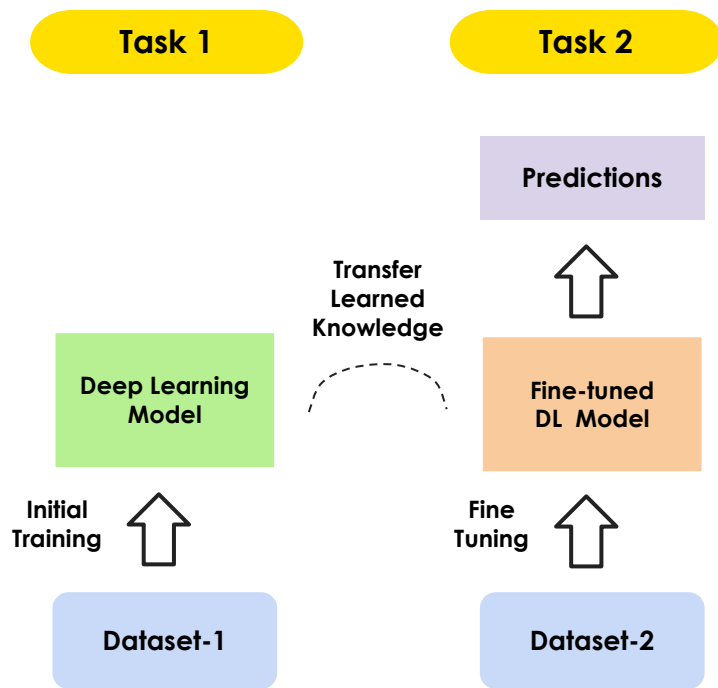 Task 1
Task 2
Predictions
Transfer
Learned
Knowledge
Deep Learning
Model
Fine-tuned
DL Model
Initial
Training
Fine
Tuning
Dataset-1
Dataset-2